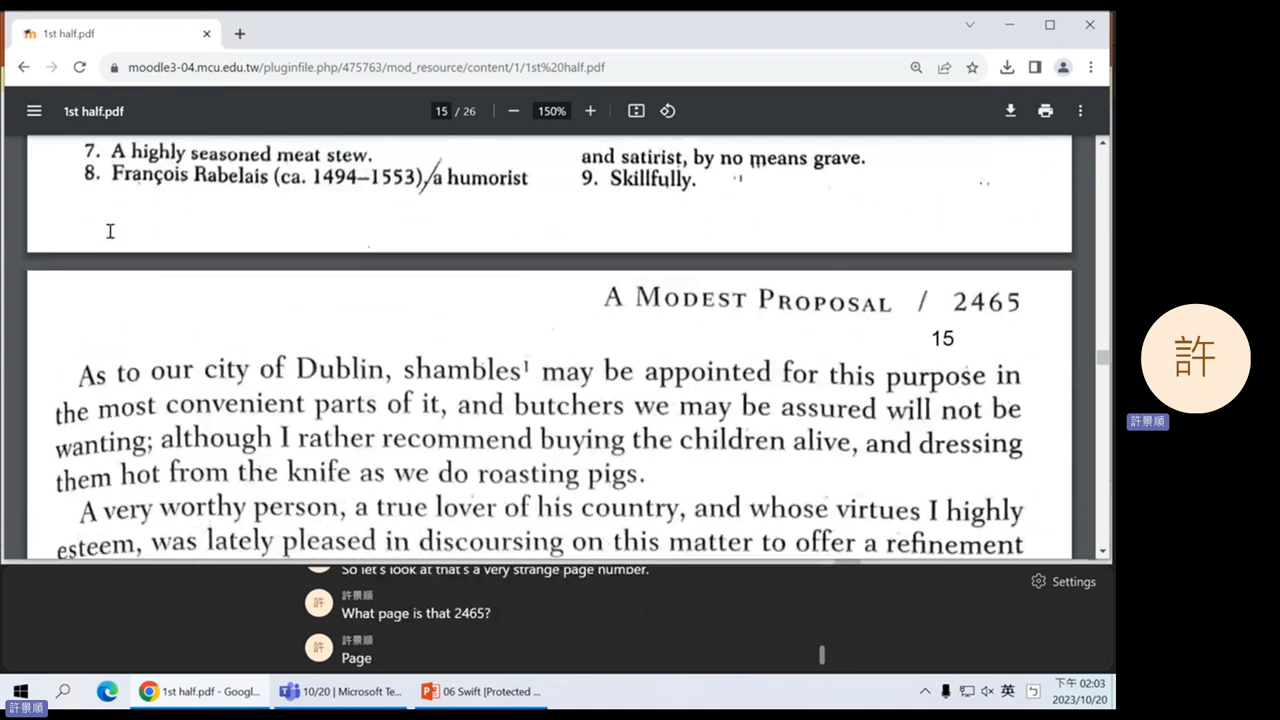 1st half.pdf
moodle3-04.mcu.edu.tw/pluginfile.php/475763/mod_resource/content/1/1st%20half.pdf
1st half.pdf
15 / 26
150%
7. A highly seasoned meat stew.
8. François Rabelais (ca. 1494–1553), a humorist
and satirist, by no means grave.
9. Skillfully.
A MODEST PROPOSAL / 2465
15
As to our city of Dublin, shambles¹ may be appointed for this purpose in
the most convenient parts of it, and butchers we may be assured will not be
wanting; although I rather recommend buying the children alive, and dressing
them hot from the knife as we do roasting pigs.
A very worthy person, a true lover of his country, and whose virtues I highly
esteem, was lately pleased in discoursing on this matter to offer a refinement
So let's look at that's a very strange page number.
許景順
What page is that 2465?
許景順
Page
許
許
Settings
許
許景順
1st half.pdf - Googl...
10/20 | Microsoft Te...
06 Swift [Protected ...
英
下午 02:03
2023/10/20
許景順